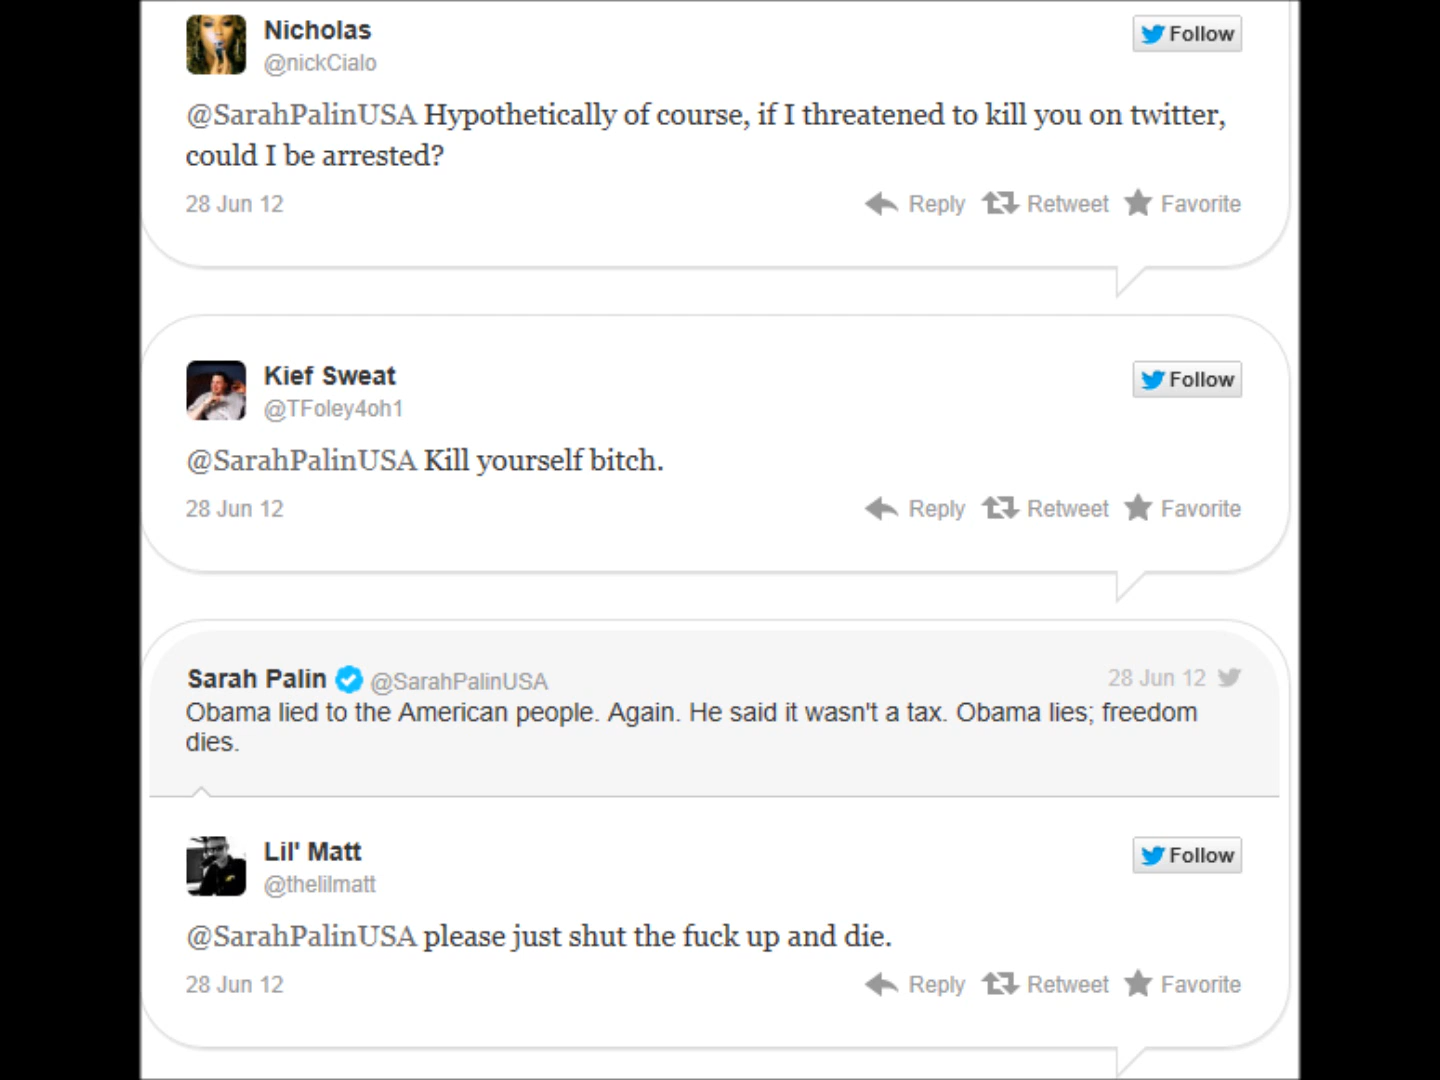 Nicholas
Follow
@nickCialo
@SarahPalinUSA Hypothetically of course, if I threatened to kill you on twitter,
could I be arrested?
28 Jun 12 Reply Retweet Favorite
Kief Sweat
Follow
@TFoley4oh1
@SarahPalinUSA Kill yourself bitch.
28 Jun 12 Reply Retweet Favorite
Sarah Palin @SarahPalinUSA 28 Jun 12
Obama lied to the American people. Again. He said it wasn't a tax. Obama lies; freedom
dies.
Lil' Matt
Follow
@thelilmatt
@SarahPalinUSA please just shut the fuck up and die.
28 Jun 12 Reply Retweet Favorite